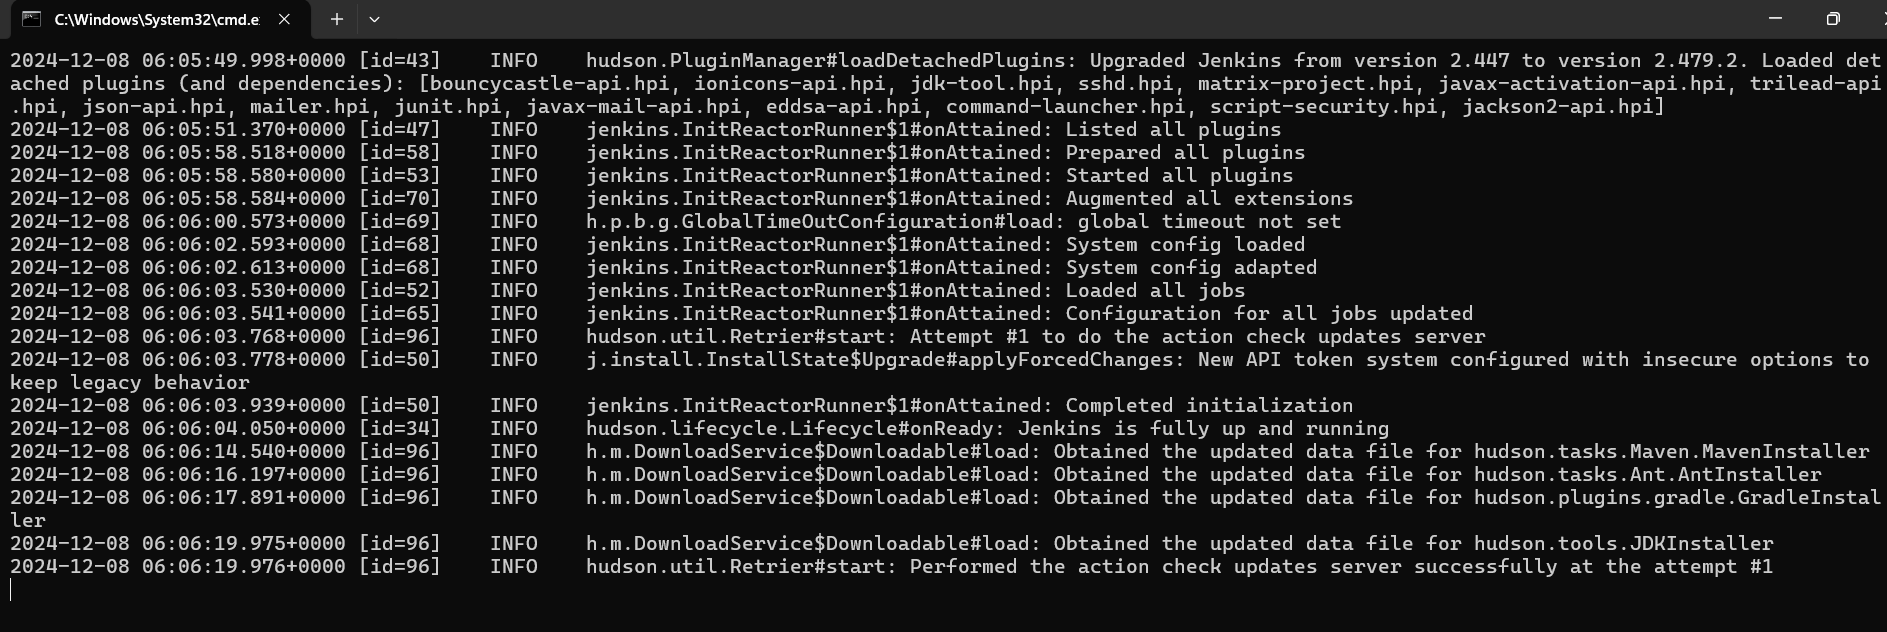 C:\Windows\System32\cmd.e
2024-12-08 06:05:49.998+0000 [id=43]    INFO    hudson.PluginManager#loadDetachedPlugins: Upgraded Jenkins from version 2.447 to version 2.479.2. Loaded det
ached plugins (and dependencies): [bouncycastle-api.hpi, ionicons-api.hpi, jdk-tool.hpi, sshd.hpi, matrix-project.hpi, javax-activation-api.hpi, trilead-api
.hpi, json-api.hpi, mailer.hpi, junit.hpi, javax-mail-api.hpi, eddsa-api.hpi, command-launcher.hpi, script-security.hpi, jackson2-api.hpi]
2024-12-08 06:05:51.370+0000 [id=47]    INFO    jenkins.InitReactorRunner$1#onAttained: Listed all plugins
2024-12-08 06:05:58.518+0000 [id=58]    INFO    jenkins.InitReactorRunner$1#onAttained: Prepared all plugins
2024-12-08 06:05:58.580+0000 [id=53]    INFO    jenkins.InitReactorRunner$1#onAttained: Started all plugins
2024-12-08 06:05:58.584+0000 [id=70]    INFO    jenkins.InitReactorRunner$1#onAttained: Augmented all extensions
2024-12-08 06:06:00.573+0000 [id=69]    INFO    h.p.b.g.GlobalTimeOutConfiguration#load: global timeout not set
2024-12-08 06:06:02.593+0000 [id=68]    INFO    jenkins.InitReactorRunner$1#onAttained: System config loaded
2024-12-08 06:06:02.613+0000 [id=68]    INFO    jenkins.InitReactorRunner$1#onAttained: System config adapted
2024-12-08 06:06:03.530+0000 [id=52]    INFO    jenkins.InitReactorRunner$1#onAttained: Loaded all jobs
2024-12-08 06:06:03.541+0000 [id=65]    INFO    jenkins.InitReactorRunner$1#onAttained: Configuration for all jobs updated
2024-12-08 06:06:03.768+0000 [id=96]    INFO    hudson.util.Retrier#start: Attempt #1 to do the action check updates server
2024-12-08 06:06:03.778+0000 [id=50]    INFO    j.install.InstallState$Upgrade#applyForcedChanges: New API token system configured with insecure options to
keep legacy behavior
2024-12-08 06:06:03.939+0000 [id=50]    INFO    jenkins.InitReactorRunner$1#onAttained: Completed initialization
2024-12-08 06:06:04.050+0000 [id=34]    INFO    hudson.lifecycle.Lifecycle#onReady: Jenkins is fully up and running
2024-12-08 06:06:14.540+0000 [id=96]    INFO    h.m.DownloadService$Downloadable#load: Obtained the updated data file for hudson.tasks.Maven.MavenInstaller
2024-12-08 06:06:16.197+0000 [id=96]    INFO    h.m.DownloadService$Downloadable#load: Obtained the updated data file for hudson.tasks.Ant.AntInstaller
2024-12-08 06:06:17.891+0000 [id=96]    INFO    h.m.DownloadService$Downloadable#load: Obtained the updated data file for hudson.plugins.gradle.GradleInstal
ler
2024-12-08 06:06:19.975+0000 [id=96]    INFO    h.m.DownloadService$Downloadable#load: Obtained the updated data file for hudson.tools.JDKInstaller
2024-12-08 06:06:19.976+0000 [id=96]    INFO    hudson.util.Retrier#start: Performed the action check updates server successfully at the attempt #1